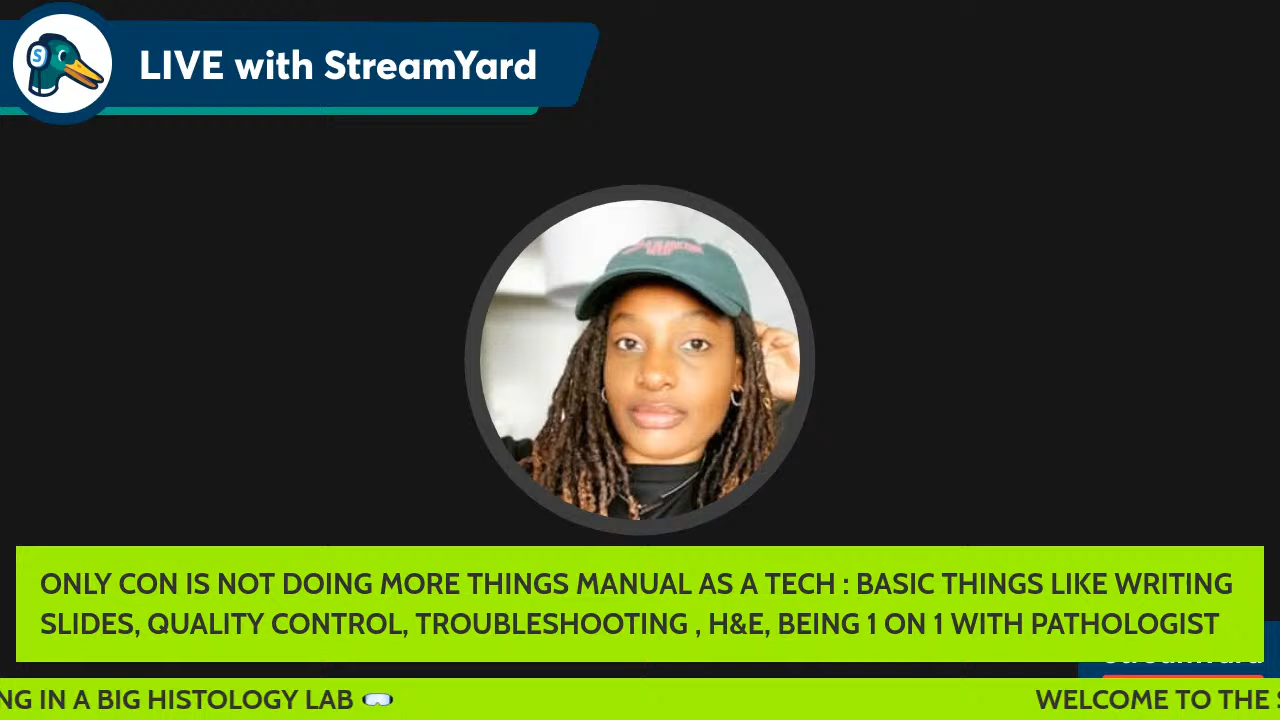 LIVE with StreamYard
ONLY CON IS NOT DOING MORE THINGS MANUAL AS A TECH : BASIC THINGS LIKE WRITING
SLIDES, QUALITY CONTROL, TROUBLESHOOTING , H&E, BEING 1 ON 1 WITH PATHOLOGIST
IN A BIG HISTOLOGY LAB
WELCOME TO THE